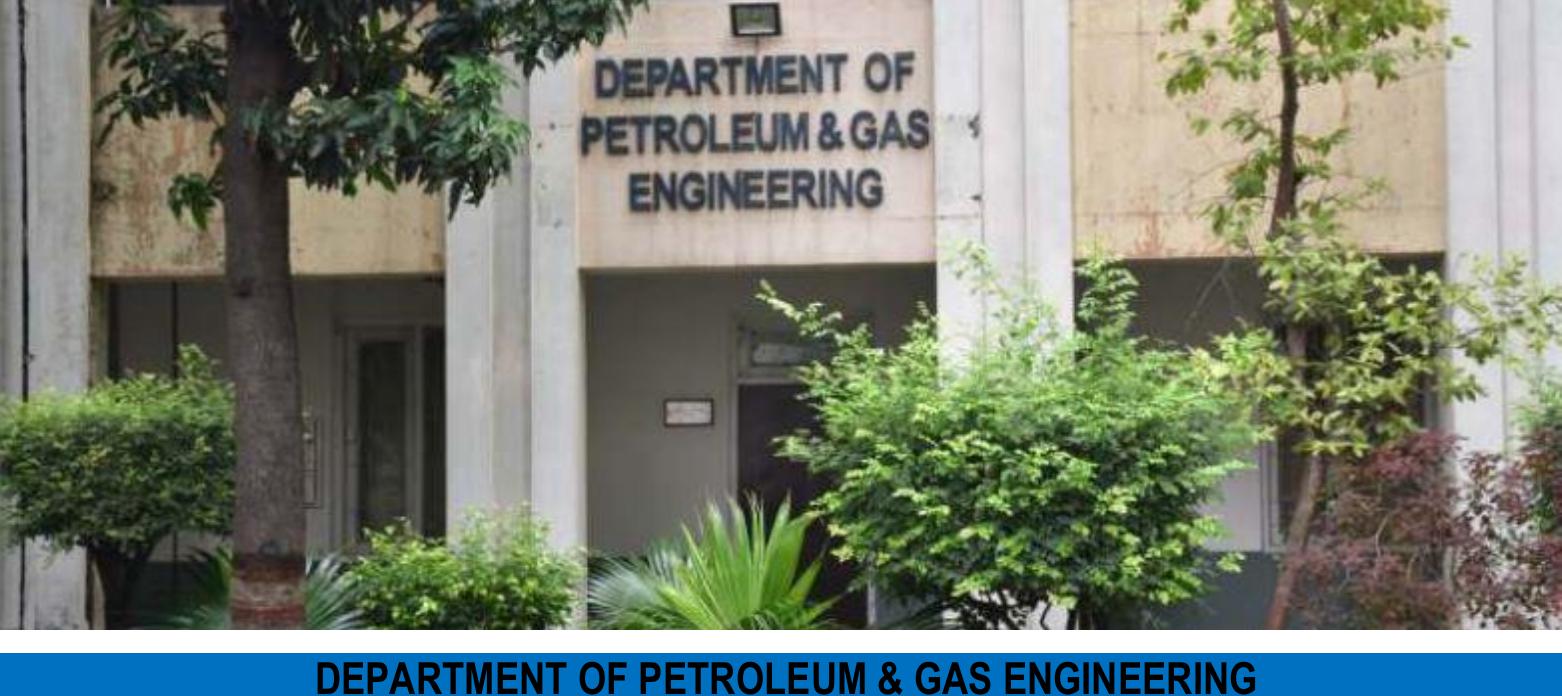 DEPARTMENT OF
PETROLEUM & GAS
ENGINEERING
DEPARTMENT OF PETROLEUM & GAS ENGINEERING